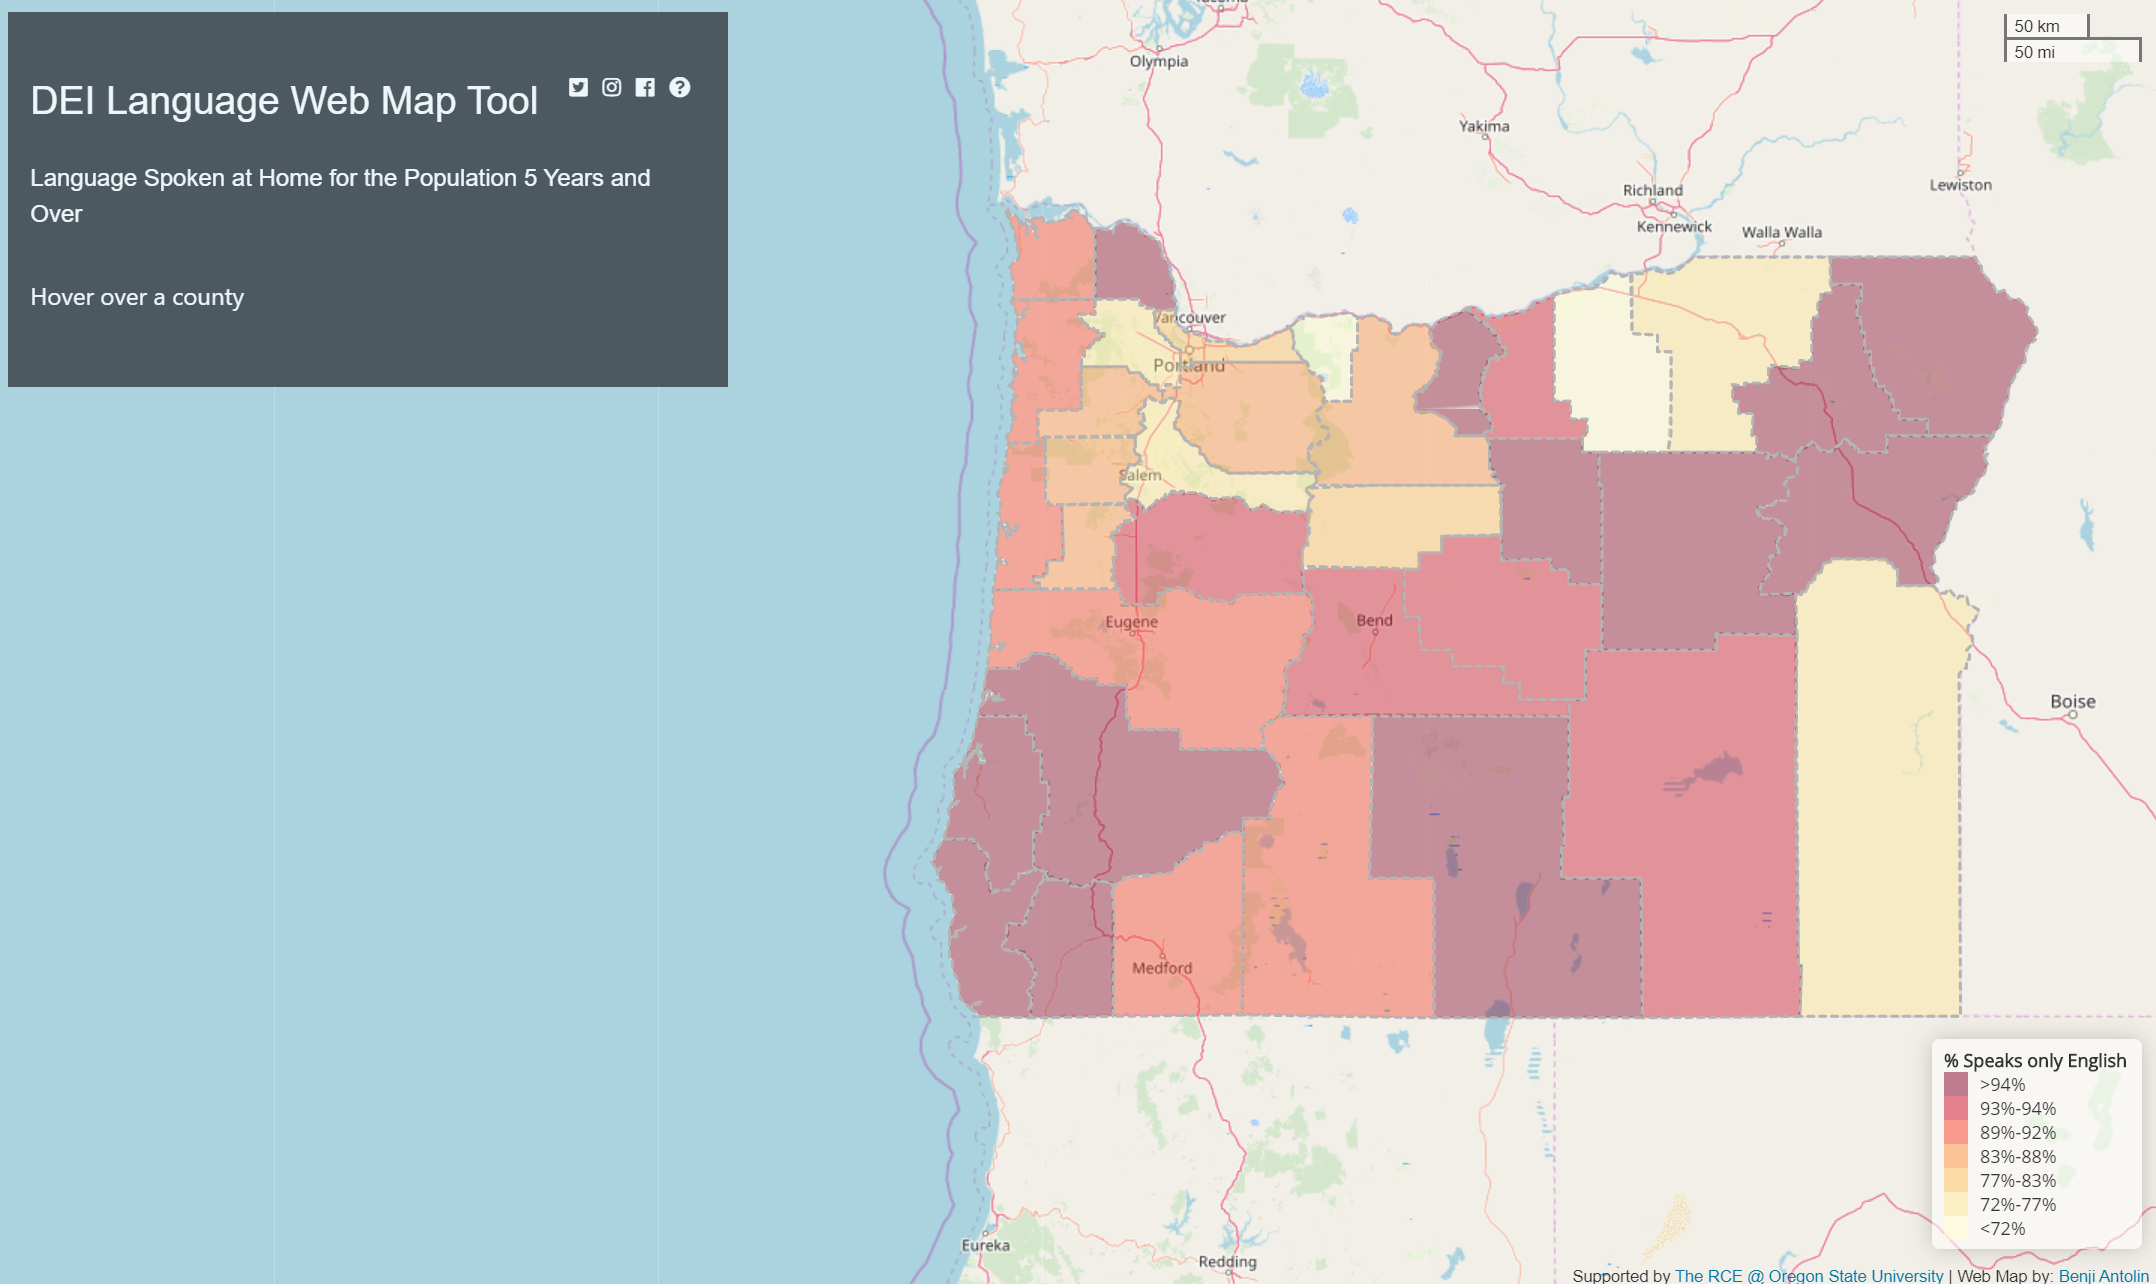 DEI Language Web Map Tool
Language Spoken at Home for the Population 5 Years and
Over
Hover over a county
50 km
50 mi
Olympia
Yakima
Richland
Kennewick
Walla Walla
Lewiston
Vancouver
Portland
Salem
Eugene
Bend
Boise
Medford
Eureka
Redding
% Speaks only English
>94%
93%-94%
89%-92%
83%-88%
77%-83%
72%-77%
<72%
Supported by The RCE @ Oregon State University | Web Map by: Benji Antolin